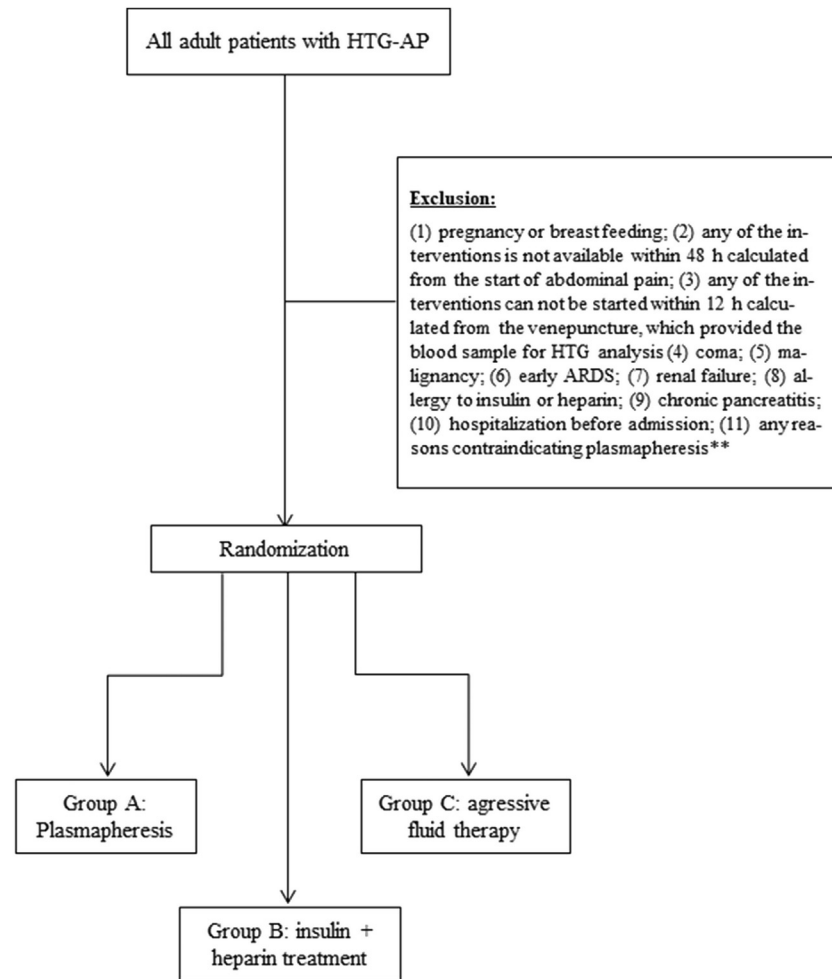 All adult patients with HTG-AP
Exclusion:
(1) pregnancy or breast feeding; (2) any of the in-
terventions is not available within 48 h calculated
from the start of abdominal pain; (3) any of the in-
terventions can not be started within 12 h calcu-
lated from the venepuncture, which provided the
blood sample for HTG analysis (4) coma; (5) ma-
lignancy; (6) early ARDS; (7) renal failure; (8) al-
lergy to insulin or heparin; (9) chronic pancreatitis;
(10) hospitalization before admission; (11) any rea-
sons contraindicating plasmapheresis**
Randomization
Group A:
Plasmapheresis
Group C: agressive
fluid therapy
Group B: insulin +
heparin treatment